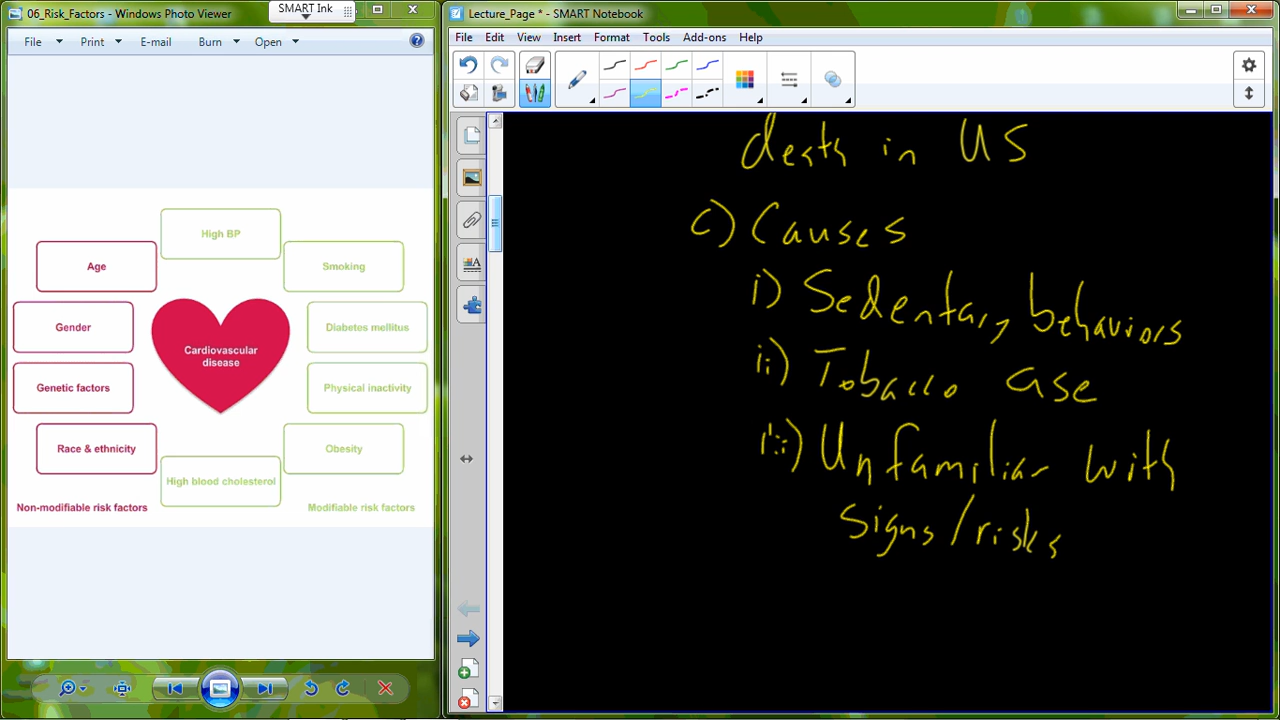 06_Risk_Factors - Windows Photo Viewer
SMART Ink
File Print E-mail Burn Open
High BP
Age
Smoking
Gender
Diabetes mellitus
Cardiovascular
disease
Genetic factors
Physical inactivity
Race & ethnicity
Obesity
High blood cholesterol
Non-modifiable risk factors
Modifiable risk factors
Lecture_Page * - SMART Notebook
File Edit View Insert Format Tools Add-ons Help
death in US
c) Causes
i) Sedentary behaviors
ii) Tobacco use
iii) Unfamiliar with
signs/risks